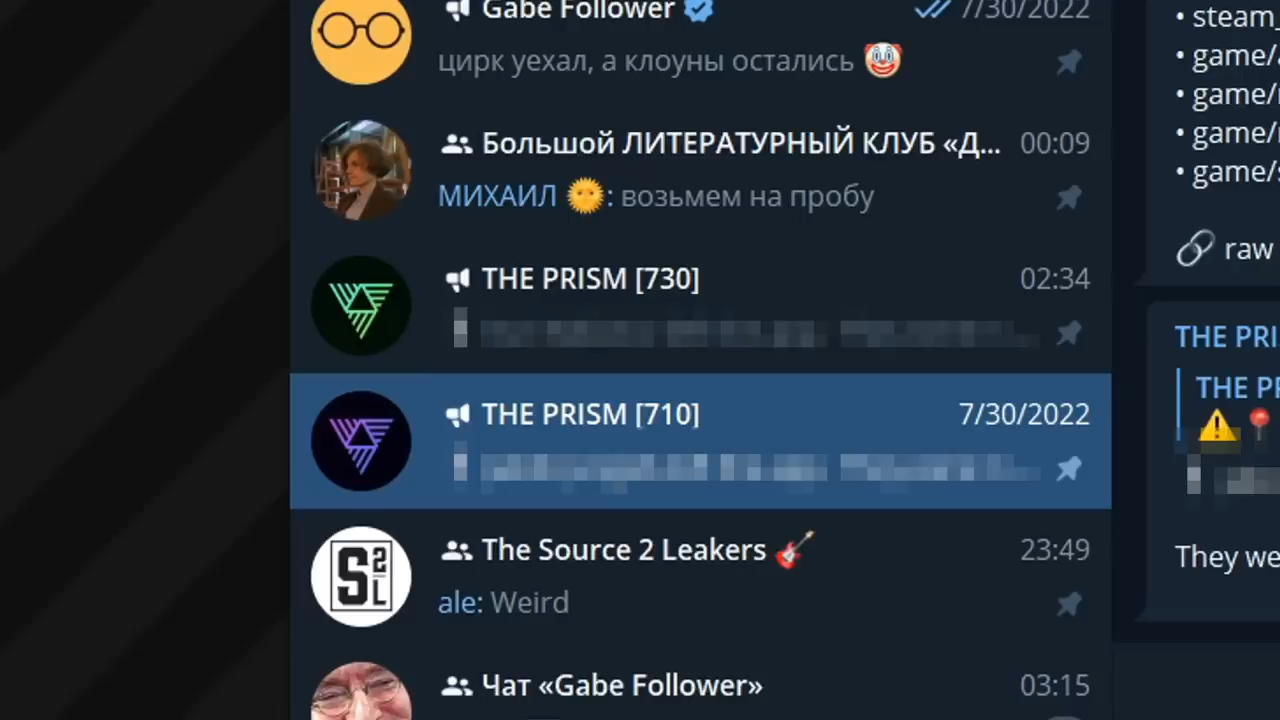 Gabe Follower 7/30/2022
цирк уехал, а клоуны остались 🤡
Большой ЛИТЕРАТУРНЫЙ КЛУБ «Д... 00:09
МИХАИЛ 🌞: возьмем на пробу
THE PRISM [730] 02:34
THE PRISM [710] 7/30/2022
S2L
The Source 2 Leakers 🎸 23:49
ale: Weird
Чат «Gabe Follower» 03:15
• steam_
• game/
• game/
• game/
• game/
🔗 raw
THE PRI
THE PR
⚠️📍
They we